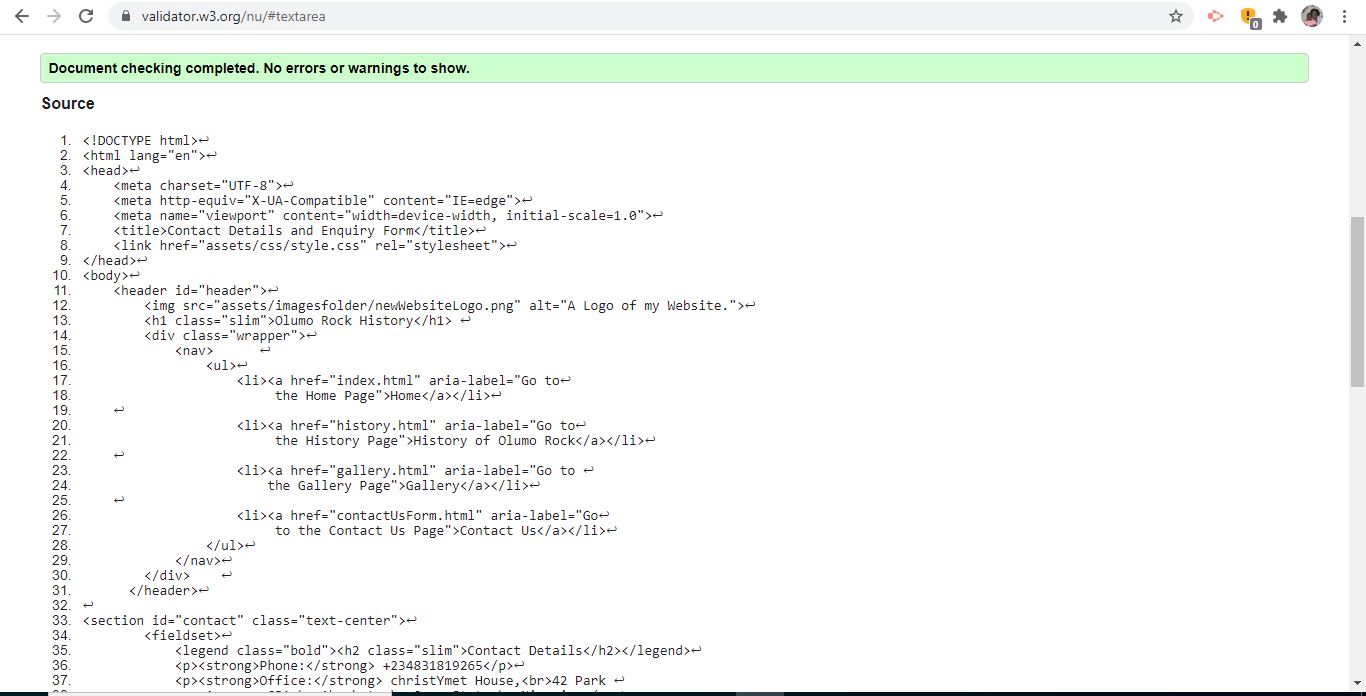 validator.w3.org/nu/#textarea
0
Document checking completed. No errors or warnings to show.
Source
1. <!DOCTYPE html>↩
2. <html lang="en">↩
3. <head>↩
4.     <meta charset="UTF-8">↩
5.     <meta http-equiv="X-UA-Compatible" content="IE=edge">↩
6.     <meta name="viewport" content="width=device-width, initial-scale=1.0">↩
7.     <title>Contact Details and Enquiry Form</title>↩
8.     <link href="assets/css/style.css" rel="stylesheet">↩
9. </head>↩
10. <body>↩
11.     <header id="header">↩
12.         <img src="assets/imagesfolder/newWebsiteLogo.png" alt="A Logo of my Website.">↩
13.         <h1 class="slim">Olumo Rock History</h1> ↩
14.         <div class="wrapper">↩
15.             <nav>      ↩
16.                 <ul>↩
17.                     <li><a href="index.html" aria-label="Go to↩
18.                          the Home Page">Home</a></li>↩
19.     ↩
20.                     <li><a href="history.html" aria-label="Go to↩
21.                          the History Page">History of Olumo Rock</a></li>↩
22.     ↩
23.                     <li><a href="gallery.html" aria-label="Go to ↩
24.                         the Gallery Page">Gallery</a></li>↩
25.     ↩
26.                     <li><a href="contactUsForm.html" aria-label="Go↩
27.                          to the Contact Us Page">Contact Us</a></li>↩
28.                 </ul>↩
29.             </nav>↩
30.         </div>    ↩
31.       </header>↩
32. ↩
33. <section id="contact" class="text-center">↩
34.         <fieldset>↩
35.             <legend class="bold"><h2 class="slim">Contact Details</h2></legend>↩
36.             <p><strong>Phone:</strong> +234831819265</p>↩
37.             <p><strong>Office:</strong> christYmet House,<br>42 Park ↩